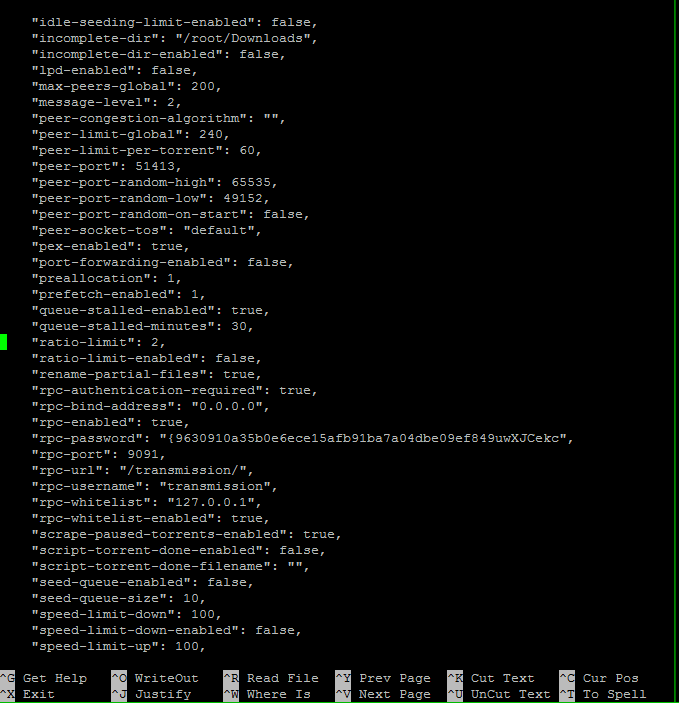 "idle-seeding-limit-enabled": false,
"incomplete-dir": "/root/Downloads",
"incomplete-dir-enabled": false,
"lpd-enabled": false,
"max-peers-global": 200,
"message-level": 2,
"peer-congestion-algorithm": "",
"peer-limit-global": 240,
"peer-limit-per-torrent": 60,
"peer-port": 51413,
"peer-port-random-high": 65535,
"peer-port-random-low": 49152,
"peer-port-random-on-start": false,
"peer-socket-tos": "default",
"pex-enabled": true,
"port-forwarding-enabled": false,
"preallocation": 1,
"prefetch-enabled": 1,
"queue-stalled-enabled": true,
"queue-stalled-minutes": 30,
"ratio-limit": 2,
"ratio-limit-enabled": false,
"rename-partial-files": true,
"rpc-authentication-required": true,
"rpc-bind-address": "0.0.0.0",
"rpc-enabled": true,
"rpc-password": "{9630910a35b0e6ece15afb91ba7a04dbe09ef849uwXJCekc",
"rpc-port": 9091,
"rpc-url": "/transmission/",
"rpc-username": "transmission",
"rpc-whitelist": "127.0.0.1",
"rpc-whitelist-enabled": true,
"scrape-paused-torrents-enabled": true,
"script-torrent-done-enabled": false,
"script-torrent-done-filename": "",
"seed-queue-enabled": false,
"seed-queue-size": 10,
"speed-limit-down": 100,
"speed-limit-down-enabled": false,
"speed-limit-up": 100,
^G Get Help ^O WriteOut ^R Read File ^Y Prev Page ^K Cut Text ^C Cur Pos
^X Exit ^J Justify ^W Where Is ^V Next Page ^U UnCut Text ^T To Spell